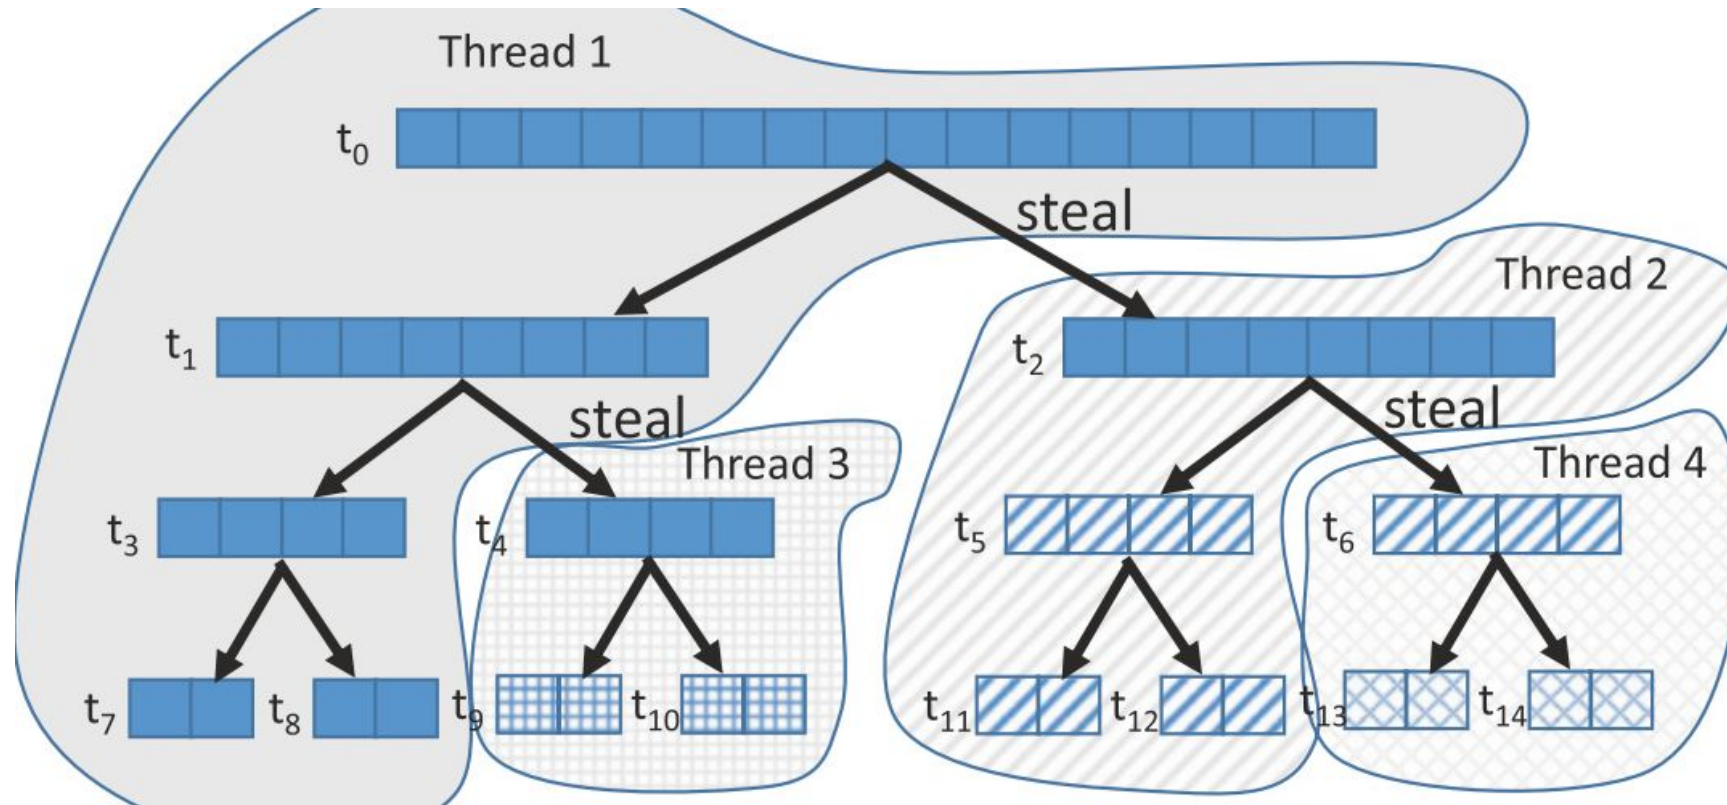 Thread 1
t0
steal
Thread 2
t1
t2
steal
steal
Thread 3
Thread 4
t3
t4
t5
t6
t7
t8
t9
t10
t11
t12
t13
t14